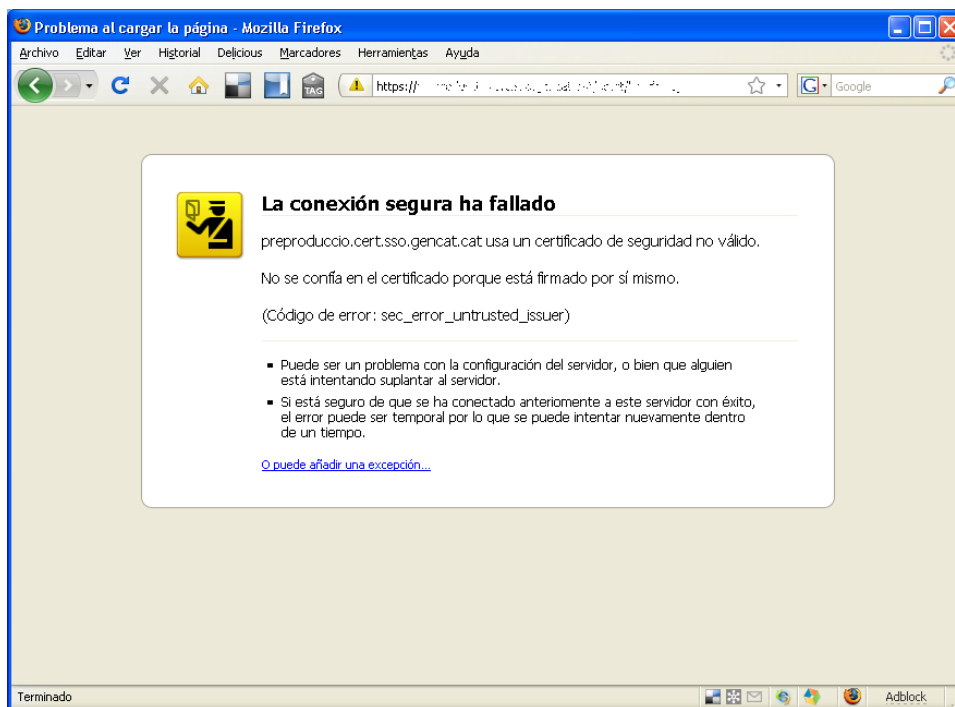 Problema al cargar la página - Mozilla Firefox
Archivo Editar Ver Historial Delicious Marcadores Herramientas Ayuda
TAG https:// G Google
La conexión segura ha fallado
preproduccio.cert.sso.gencat.cat usa un certificado de seguridad no válido.
No se confía en el certificado porque está firmado por sí mismo.
(Código de error: sec_error_untrusted_issuer)
Puede ser un problema con la configuración del servidor, o bien que alguien
está intentando suplantar al servidor.
Si está seguro de que se ha conectado anteriormente a este servidor con éxito,
el error puede ser temporal por lo que se puede intentar nuevamente dentro
de un tiempo.
O puede añadir una excepción...
Terminado Adblock